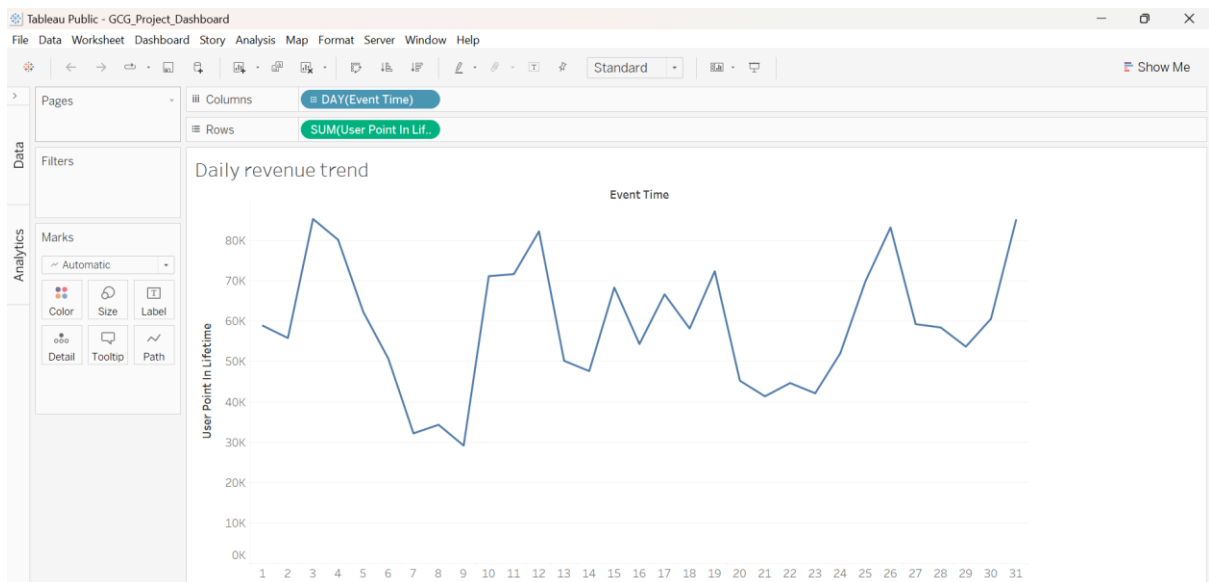 Tableau Public - GCG_Project_Dashboard
File Data Worksheet Dashboard Story Analysis Map Format Server Window Help
Standard
Show Me
Pages
Columns
DAY(Event Time)
Rows
SUM(User Point In Lif..
Data
Filters
Analytics
Marks
Automatic
Color Size Label
Detail Tooltip Path
Daily revenue trend
Event Time
User Point In Lifetime
80K
70K
60K
50K
40K
30K
20K
10K
0K
1 2 3 4 5 6 7 8 9 10 11 12 13 14 15 16 17 18 19 20 21 22 23 24 25 26 27 28 29 30 31